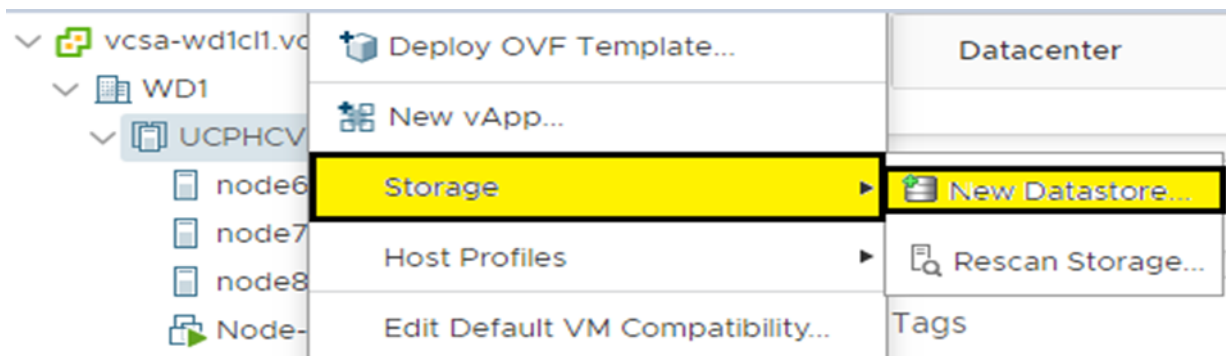 vcsa-wd1cl1.vc
WD1
UCPHCV
node6
node7
node8
Node-
Deploy OVF Template...
New vApp...
Storage
Host Profiles
Edit Default VM Compatibility...
New Datastore...
Rescan Storage...
Datacenter
Tags